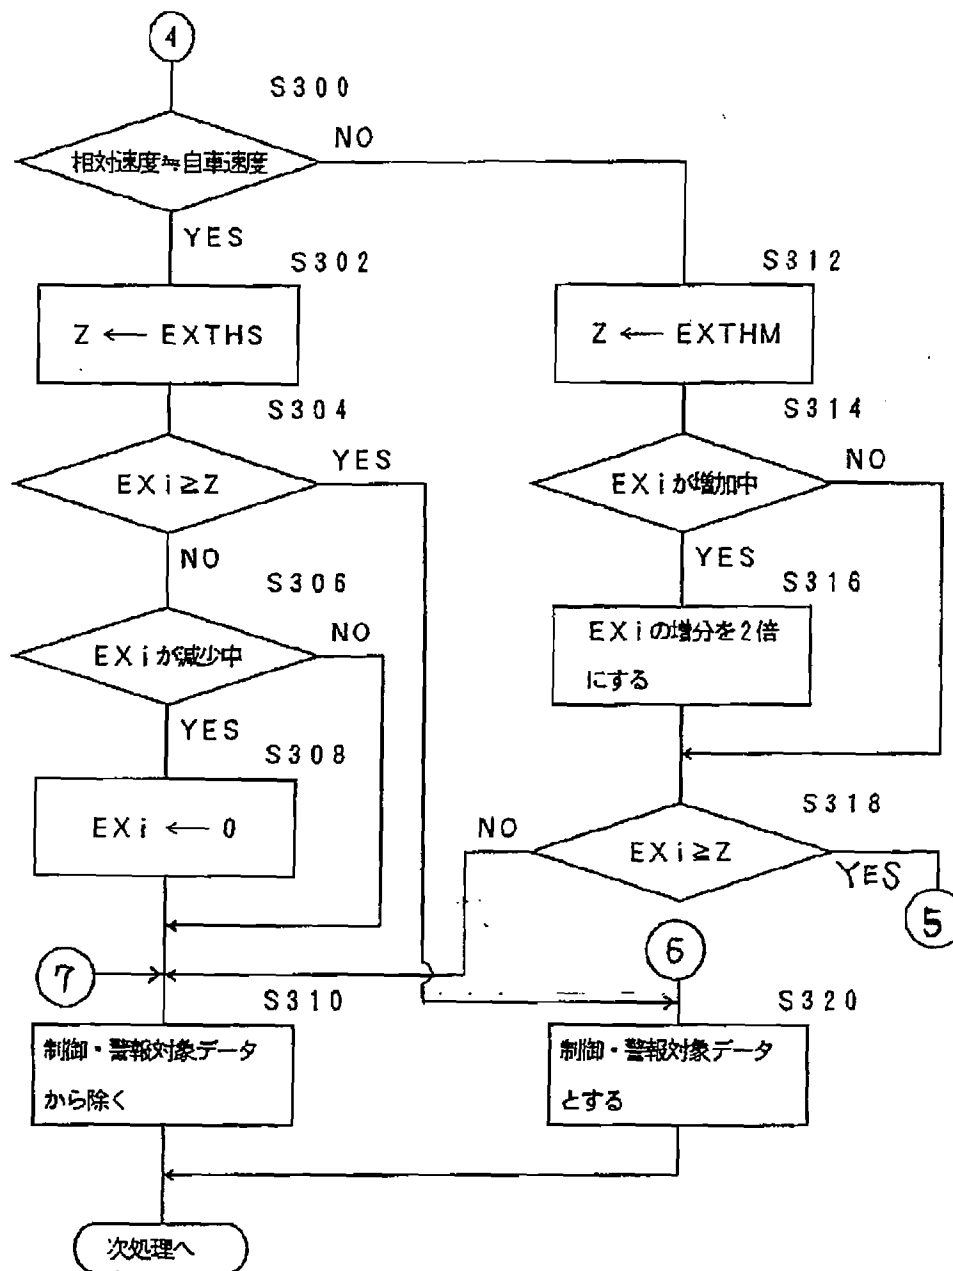 4
S300
相対速度≒自車速度
NO
YES
S302
Z ← EXTHS
S304
EXi≧Z
YES
NO
S306
EXiが減少中
NO
YES
S308
EXi ← 0
7
S310
制御・警報対象データ
から除く
次処理へ
S312
Z ← EXTHM
S314
EXiが増加中
NO
YES
S316
EXiの増分を2倍
にする
S318
EXi≧Z
NO
YES
5
6
S320
制御・警報対象データ
とする